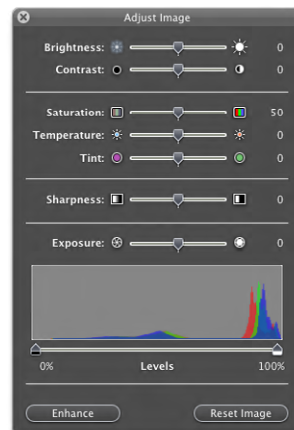 Adjust Image
Brightness: 0
Contrast: 0
Saturation: 50
Temperature: 0
Tint: 0
Sharpness: 0
Exposure: 0
0% Levels 100%
Enhance Reset Image